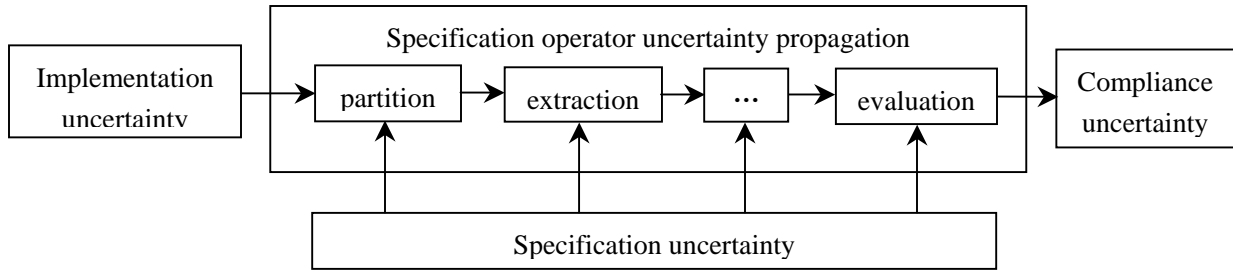 Specification operator uncertainty propagation
Implementation
uncertainty
partition
extraction
...
evaluation
Compliance
uncertainty
Specification uncertainty